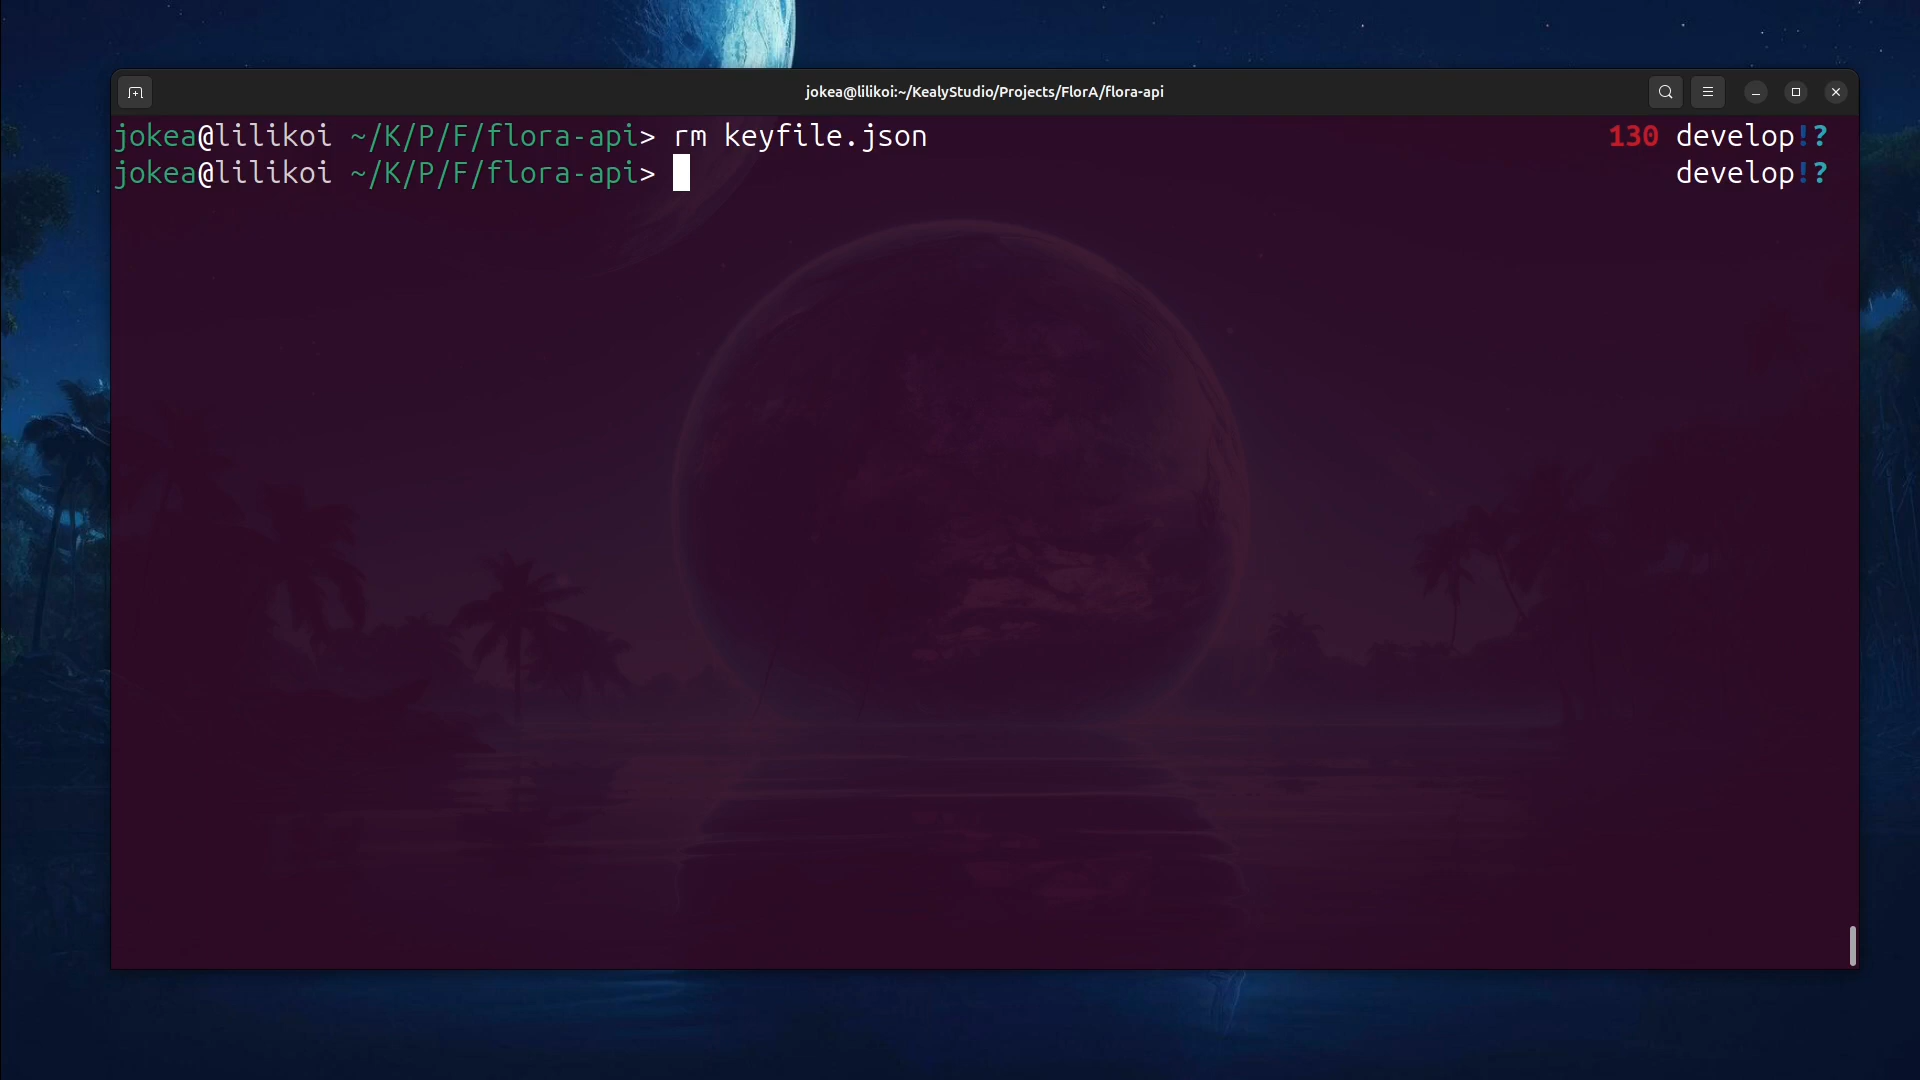 jokea@lilikoi:~/KealyStudio/Projects/FlorA/flora-api
jokea@lilikoi ~/K/P/F/flora-api> rm keyfile.json 130 develop!?
jokea@lilikoi ~/K/P/F/flora-api> develop!?